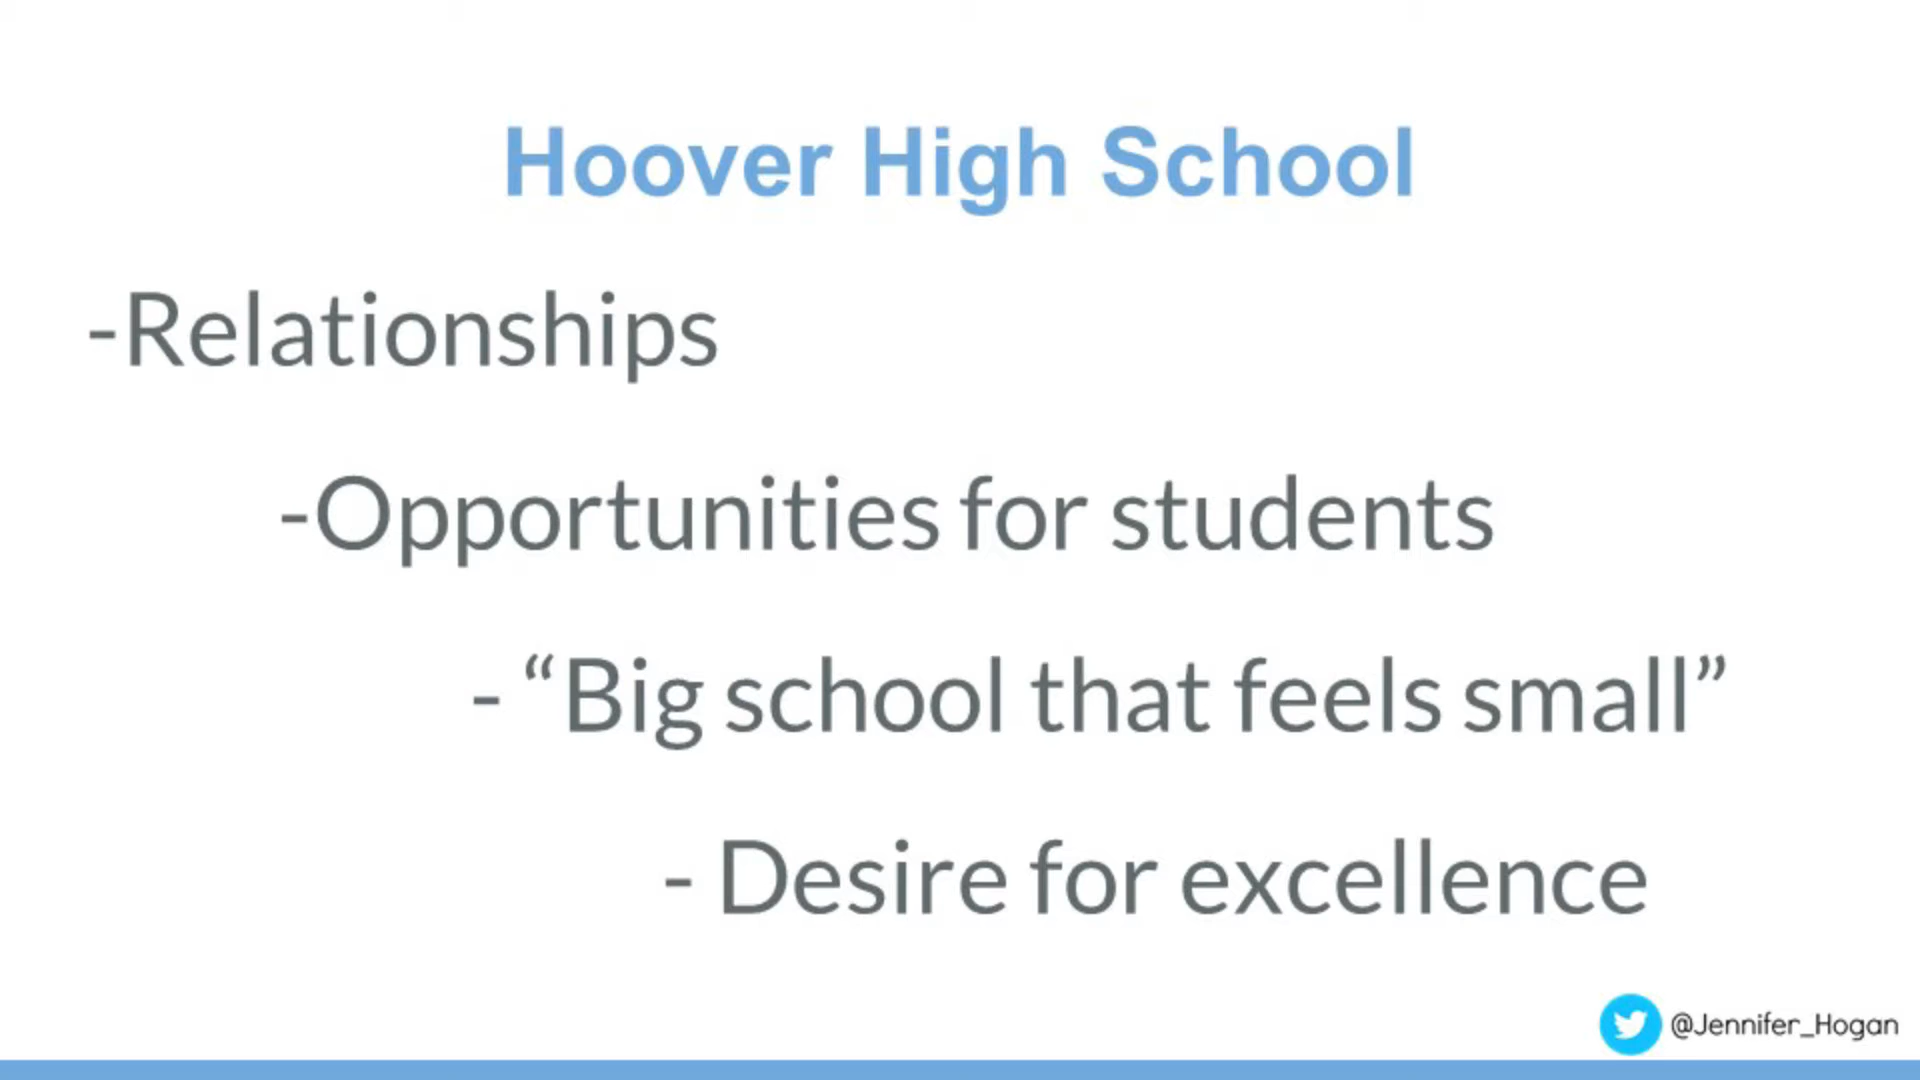 Hoover High School
-Relationships
-Opportunities for students
- “Big school that feels small”
- Desire for excellence
@Jennifer_Hogan